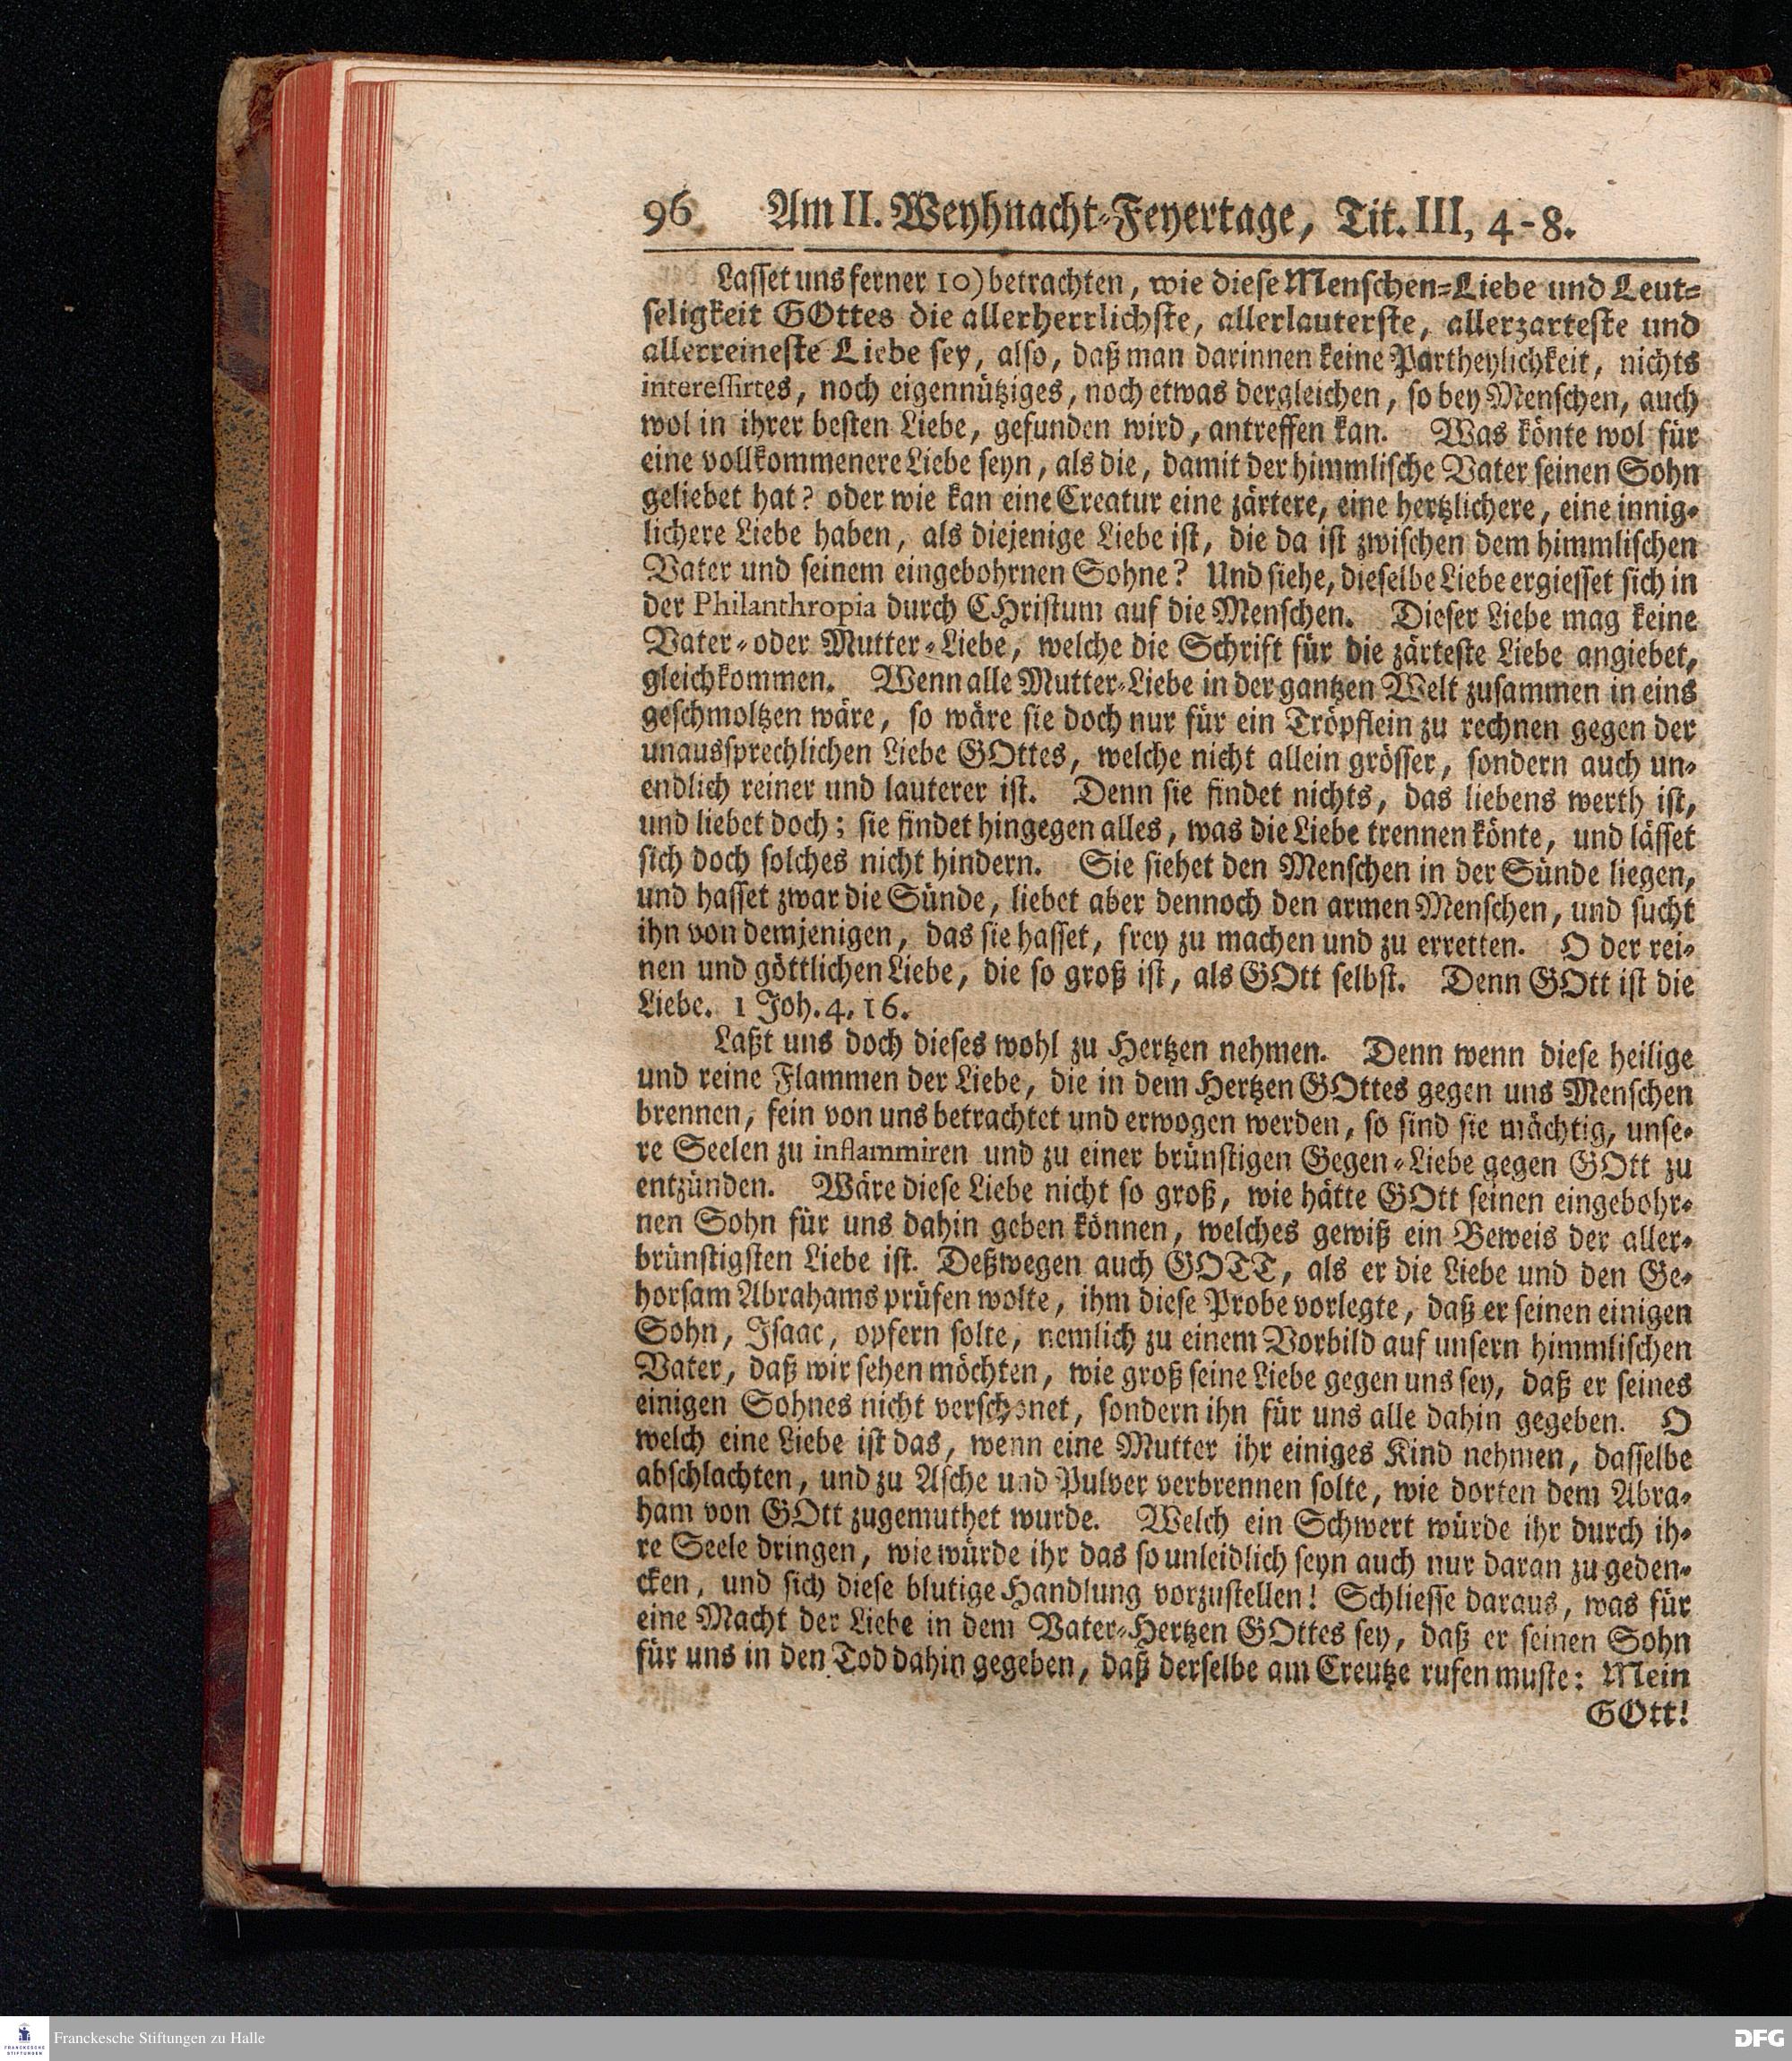 96 Am II. Weyhnacht-Feyertage, Tit. III, 4-8.
Lasset uns ferner 10) betrachten, wie diese Menschen-Liebe und Leut-
seligkeit GOttes die allerherrlichste, allerlauterste, allerzarteste und
allerreineste Liebe sey, also, daß man darinnen keine Partheylichkeit, nichts
interessirtes, noch eigennütziges, noch etwas dergleichen, so bey Menschen, auch
wol in ihrer besten Liebe, gefunden wird, antreffen kan. Was könte wol für
eine vollkommenere Liebe seyn, als die, damit der himmlische Vater seinen Sohn
geliebet hat? oder wie kan eine Creatur eine zärtere, eine hertzlichere, eine innig-
lichere Liebe haben, als diejenige Liebe ist, die da ist zwischen dem himmlischen
Vater und seinem eingebohrnen Sohne? Und siehe, dieselbe Liebe ergiesset sich in
der Philanthropia durch CHristum auf die Menschen. Dieser Liebe mag keine
Vater- oder Mutter-Liebe, welche die Schrift für die zärteste Liebe angiebet,
gleichkommen. Wenn alle Mutter-Liebe in der gantzen Welt zusammen in eins
geschmoltzen wäre, so wäre sie doch nur für ein Tröpflein zu rechnen gegen der
unaussprechlichen Liebe GOttes, welche nicht allein grösser, sondern auch un-
endlich reiner und lauterer ist. Denn sie findet nichts, das liebens werth ist,
und liebet doch; sie findet hingegen alles, was die Liebe trennen könte, und lässet
sich doch solches nicht hindern. Sie siehet den Menschen in der Sünde liegen,
und hasset zwar die Sünde, liebet aber dennoch den armen Menschen, und sucht
ihn von demjenigen, das sie hasset, frey zu machen und zu erretten. O der rei-
nen und göttlichen Liebe, die so groß ist, als GOtt selbst. Denn GOtt ist die
Liebe. 1 Joh. 4, 16.
Laßt uns doch dieses wohl zu Hertzen nehmen. Denn wenn diese heilige
und reine Flammen der Liebe, die in dem Hertzen GOttes gegen uns Menschen
brennen, fein von uns betrachtet und erwogen werden, so sind sie mächtig, unse-
re Seelen zu inflammiren und zu einer brünstigen Gegen-Liebe gegen GOtt zu
entzünden. Wäre diese Liebe nicht so groß, wie hätte GOtt seinen eingebohr-
nen Sohn für uns dahin geben können, welches gewiß ein Beweis der aller-
brünstigsten Liebe ist. Deßwegen auch GOTT, als er die Liebe und den Ge-
horsam Abrahams prüfen wolte, ihm diese Probe vorlegte, daß er seinen einigen
Sohn, Isaac, opfern solte, nemlich zu einem Vorbild auf unsern himmlischen
Vater, daß wir sehen möchten, wie groß seine Liebe gegen uns sey, daß er seines
einigen Sohnes nicht verschonet, sondern ihn für uns alle dahin gegeben. O
welch eine Liebe ist das, wenn eine Mutter ihr einiges Kind nehmen, dasselbe
abschlachten, und zu Asche und Pulver verbrennen solte, wie dorten dem Abra-
ham von GOtt zugemuthet wurde. Welch ein Schwert würde ihr durch ih-
re Seele dringen, wie würde ihr das so unleidlich seyn auch nur daran zu geden-
cken, und sich diese blutige Handlung vorzustellen! Schliesse daraus, was für
eine Macht der Liebe in dem Vater-Hertzen GOttes sey, daß er seinen Sohn
für uns in den Tod dahin gegeben, daß derselbe am Creutze rufen muste: Mein
GOtt!
FRANCKESCHE
STIFTUNGEN
Franckesche Stiftungen zu Halle
DFG